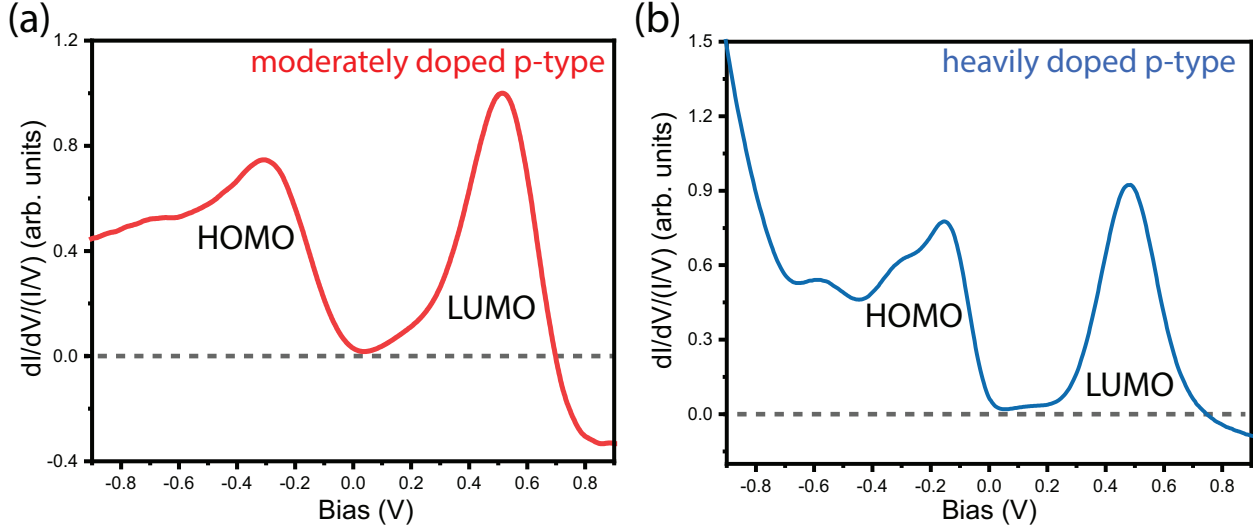 (a)
moderately doped p-type
1.2
0.8
0.4
0.0
-0.4
dI/dV/(I/V) (arb. units)
HOMO
LUMO
-0.8 -0.6 -0.4 -0.2 0.0 0.2 0.4 0.6 0.8
Bias (V)
(b)
heavily doped p-type
1.5
1.2
0.9
0.6
0.3
0.0
dI/dV/(I/V) (arb. units)
HOMO
LUMO
-0.8 -0.6 -0.4 -0.2 0.0 0.2 0.4 0.6 0.8
Bias (V)